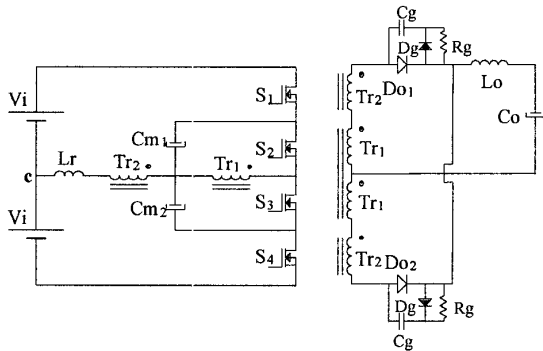 Vi
S1
Cm1
S2
Lr
Tr2
Tr1
c
Cm2
S3
Vi
S4
Cg
Dg
Rg
Do1
Lo
Tr2
Co
Tr1
Tr1
Tr2
Do2
Dg
Rg
Cg